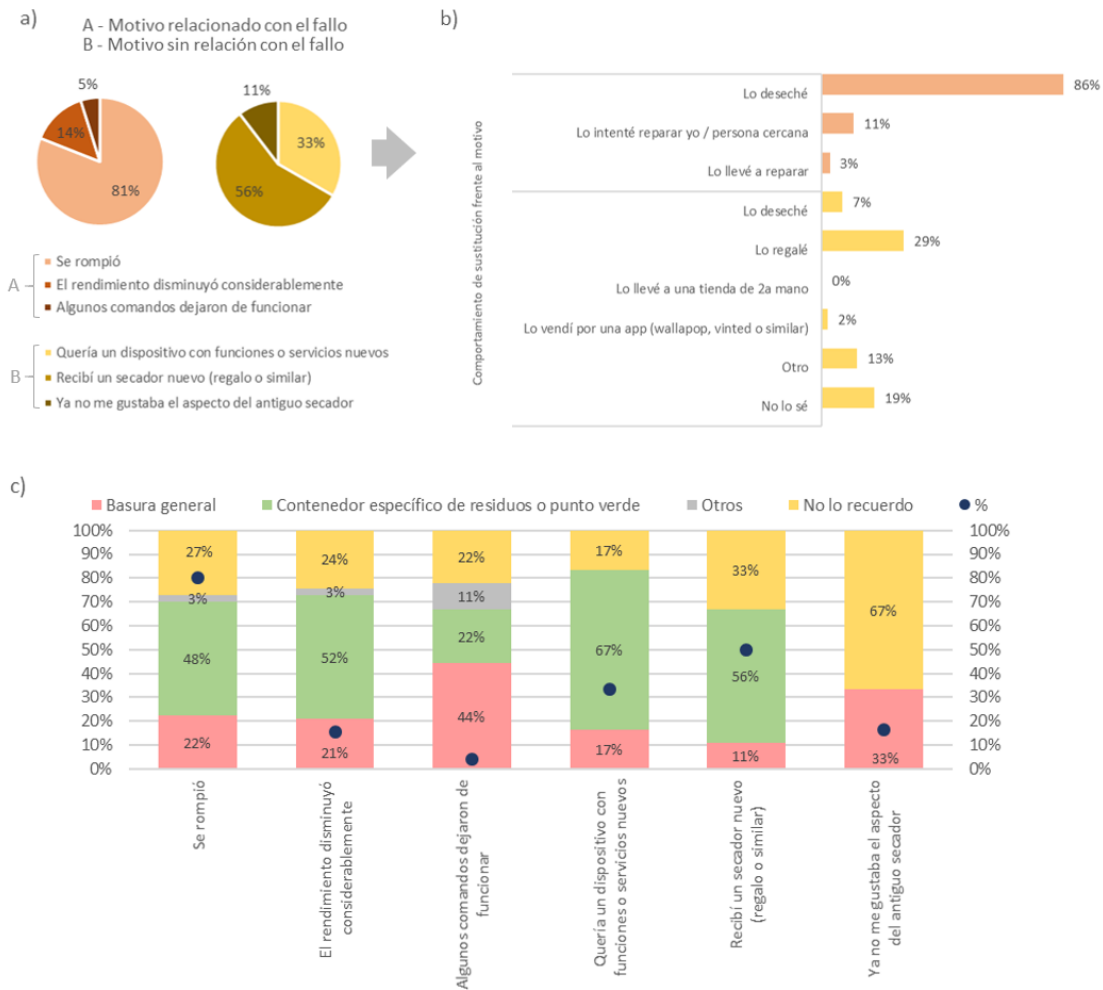 a)
A - Motivo relacionado con el fallo
B - Motivo sin relación con el fallo
5%
14%
81%
11%
33%
56%
A
Se rompió
El rendimiento disminuyó considerablemente
Algunos comandos dejaron de funcionar
B
Quería un dispositivo con funciones o servicios nuevos
Recibí un secador nuevo (regalo o similar)
Ya no me gustaba el aspecto del antiguo secador
b)
Comportamiento de sustitución frente al motivo
Lo deseché 86%
Lo intenté reparar yo / persona cercana 11%
Lo llevé a reparar 3%
Lo deseché 7%
Lo regalé 29%
Lo llevé a una tienda de 2a mano 0%
Lo vendí por una app (wallapop, vinted o similar) 2%
Otro 13%
No lo sé 19%
c)
Basura general Contenedor específico de residuos o punto verde Otros No lo recuerdo %
100% 100%
90% 90%
80% 80%
70% 70%
60% 60%
50% 50%
40% 40%
30% 30%
20% 20%
10% 10%
0% 0%
27%
3%
48%
22%
24%
3%
52%
21%
22%
11%
22%
44%
17%
67%
17%
33%
56%
11%
67%
33%
Se rompió
El rendimiento disminuyó
considerablemente
Algunos comandos dejaron de
funcionar
Quería un dispositivo con
funciones o servicios nuevos
Recibí un secador nuevo
(regalo o similar)
Ya no me gustaba el aspecto
del antiguo secador